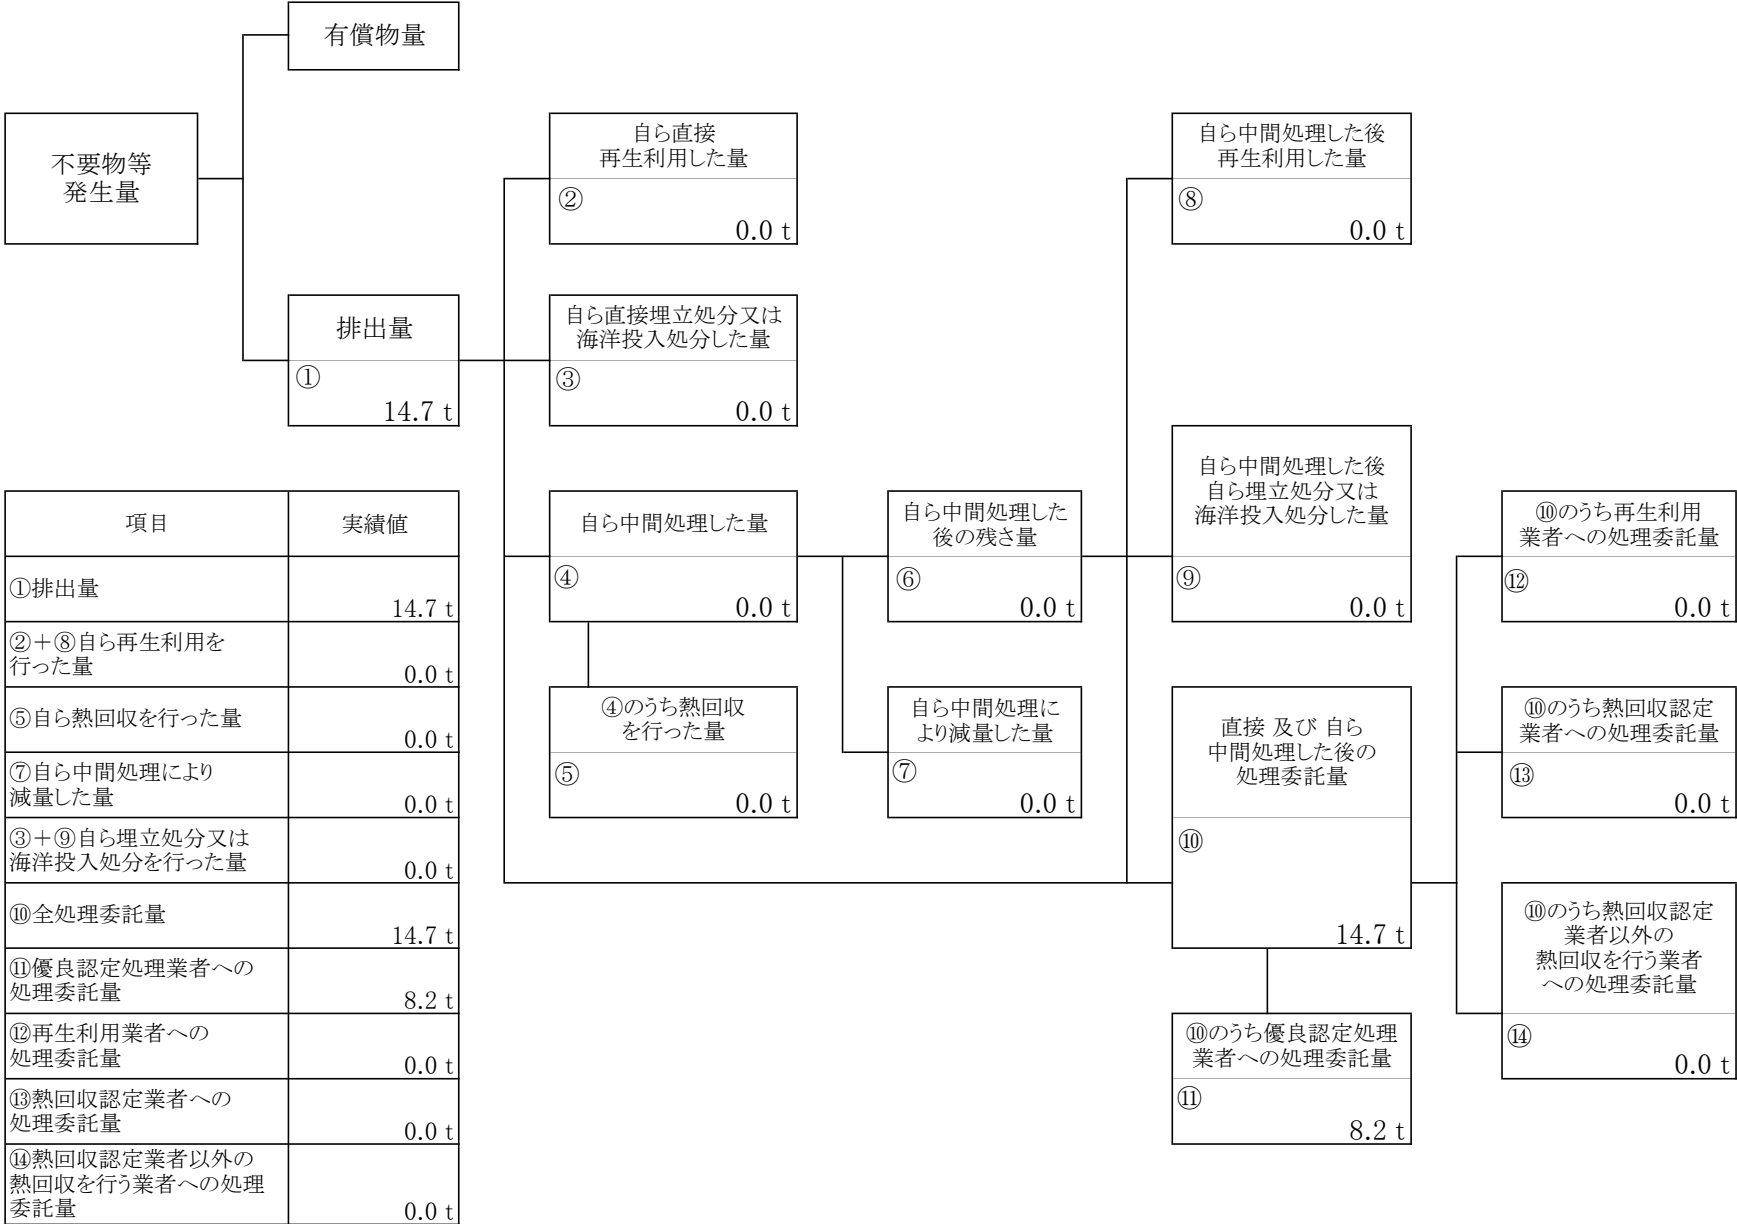 有償物量
不要物等
発生量
自ら直接
再生利用した量
②
0.0 t
自ら中間処理した後
再生利用した量
⑧
0.0 t
排出量
①
14.7 t
自ら直接埋立処分又は
海洋投入処分した量
③
0.0 t
自ら中間処理した量
④
0.0 t
自ら中間処理した
後の残さ量
⑥
0.0 t
自ら中間処理した後
自ら埋立処分又は
海洋投入処分した量
⑨
0.0 t
⑩のうち再生利用
業者への処理委託量
⑫
0.0 t
④のうち熱回収
を行った量
⑤
0.0 t
自ら中間処理に
より減量した量
⑦
0.0 t
直接 及び 自ら
中間処理した後の
処理委託量
⑩
14.7 t
⑩のうち熱回収認定
業者への処理委託量
⑬
0.0 t
⑩のうち熱回収認定
業者以外の
熱回収を行う業者
への処理委託量
⑭
0.0 t
⑩のうち優良認定処理
業者への処理委託量
⑪
8.2 t
項目 実績値
①排出量
14.7 t
②＋⑧自ら再生利用を
行った量
0.0 t
⑤自ら熱回収を行った量
0.0 t
⑦自ら中間処理により
減量した量
0.0 t
③＋⑨自ら埋立処分又は
海洋投入処分を行った量
0.0 t
⑩全処理委託量
14.7 t
⑪優良認定処理業者への
処理委託量
8.2 t
⑫再生利用業者への
処理委託量
0.0 t
⑬熱回収認定業者への
処理委託量
0.0 t
⑭熱回収認定業者以外の
熱回収を行う業者への処理
委託量
0.0 t